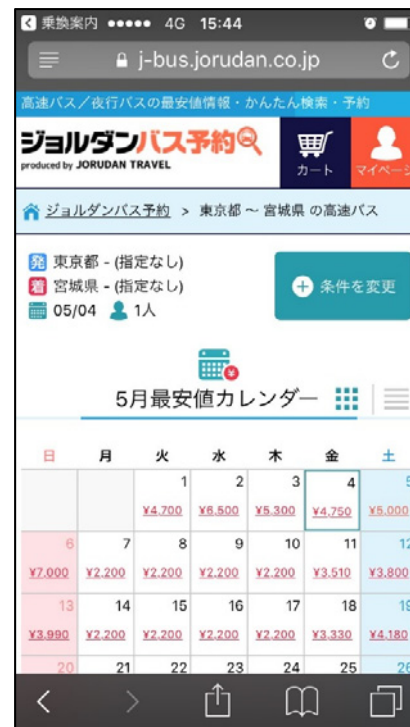 乗換案内 4G 15:44
j-bus.jorudan.co.jp
高速バス/夜行バスの最安値情報・かんたん検索・予約
ジョルダンバス予約
produced by JORUDAN TRAVEL
カート
マイページ
ジョルダンバス予約 > 東京都 ~ 宮城県 の高速バス
発 東京都 - (指定なし)
着 宮城県 - (指定なし)
05/04 1人
条件を変更
5月最安値カレンダー
日 月 火 水 木 金 土
1 2 3 4 5
¥4,700 ¥6,500 ¥5,300 ¥4,750 ¥5,000
6 7 8 9 10 11 12
¥7,000 ¥2,200 ¥2,200 ¥2,200 ¥2,200 ¥3,510 ¥3,800
13 14 15 16 17 18 19
¥3,990 ¥2,200 ¥2,200 ¥2,200 ¥2,200 ¥3,330 ¥4,180
20 21 22 23 24 25 26